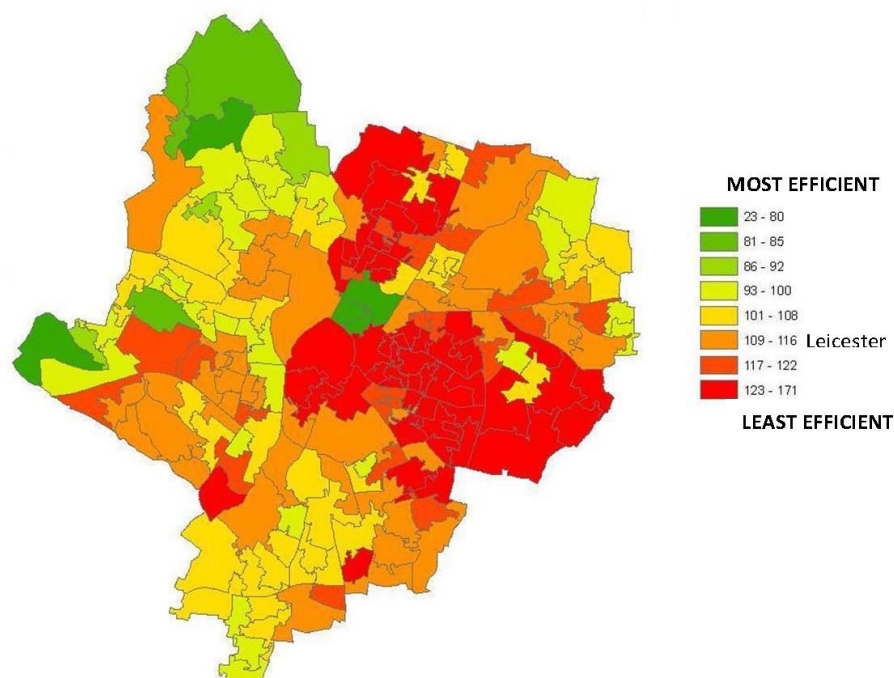 MOST EFFICIENT
23 - 80
81 - 85
86 - 92
93 - 100
101 - 108
109 - 116 Leicester
117 - 122
123 - 171
LEAST EFFICIENT